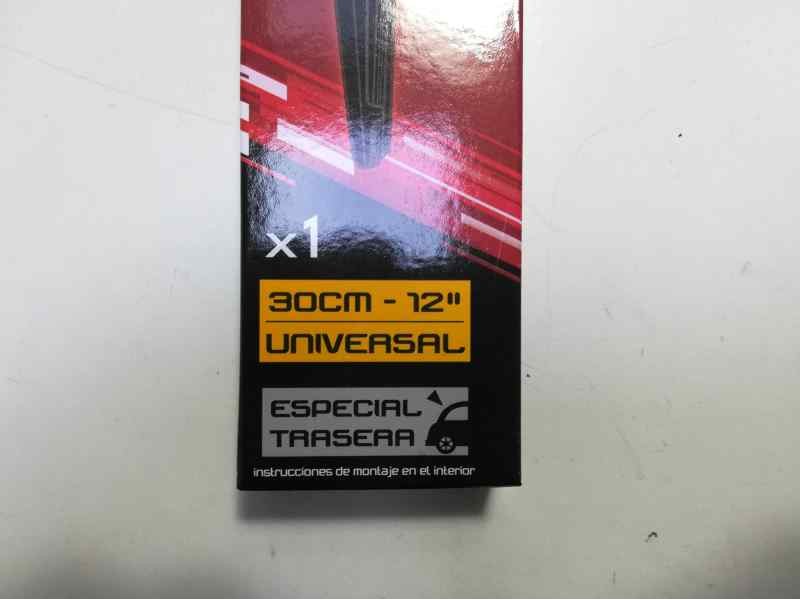 x1
30CM - 12"
UNIVERSAL
ESPECIAL
TRASERA
instrucciones de montaje en el interior